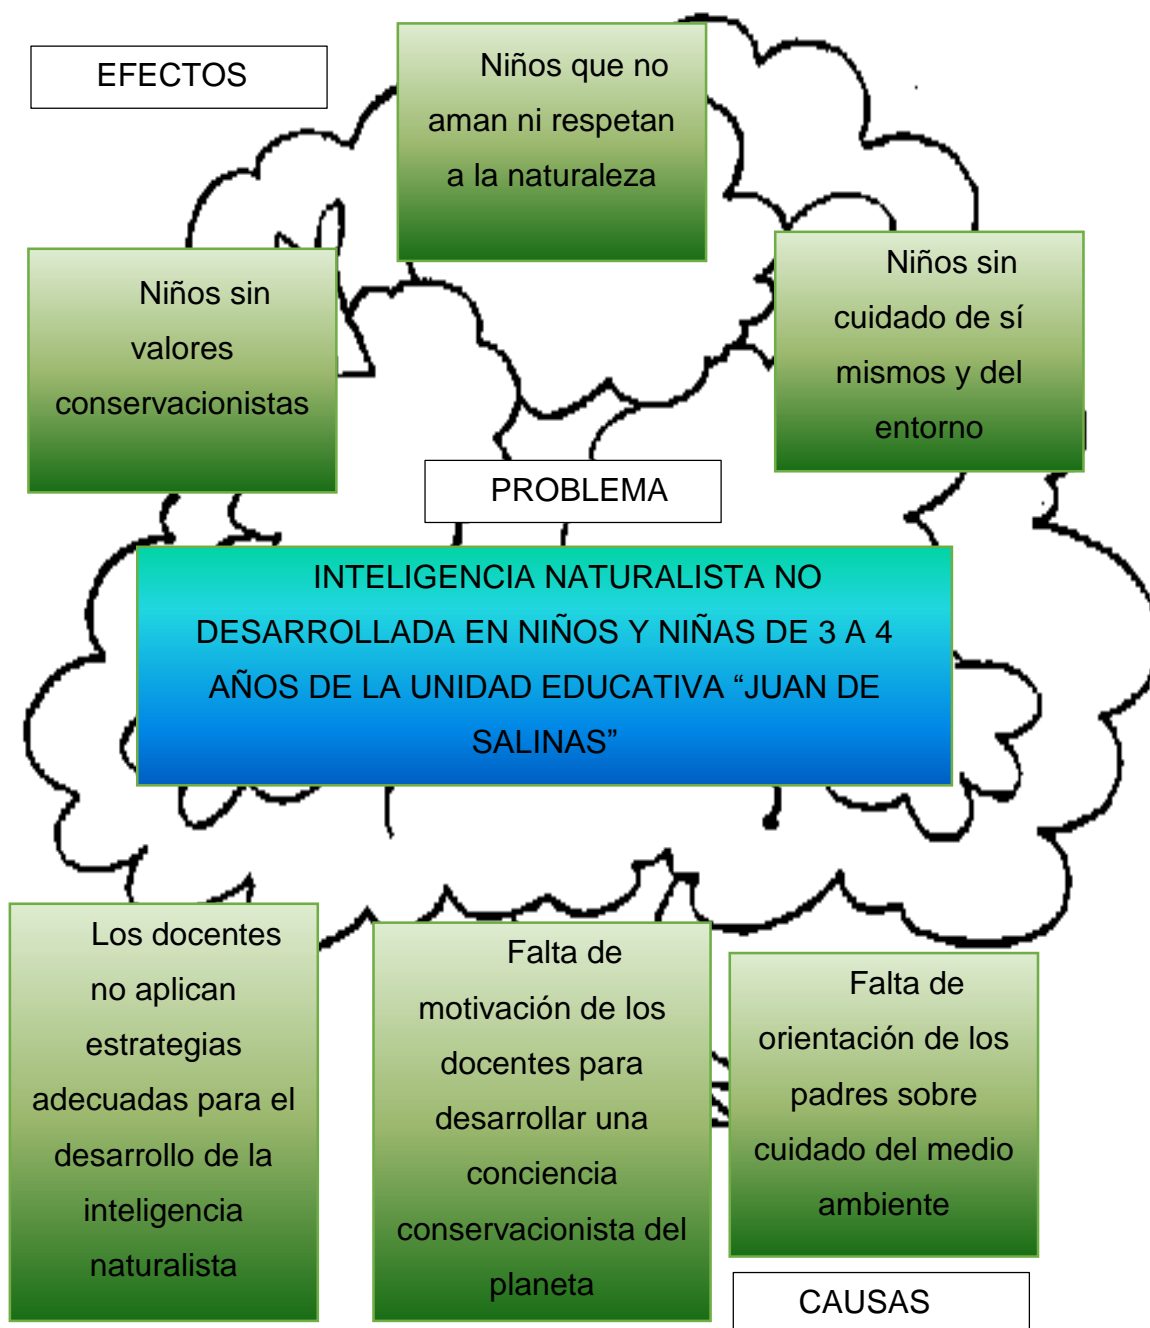 EFECTOS
Niños que no
aman ni respetan
a la naturaleza
Niños sin
valores
conservacionistas
Niños sin
cuidado de sí
mismos y del
entorno
PROBLEMA
INTELIGENCIA NATURALISTA NO
DESARROLLADA EN NIÑOS Y NIÑAS DE 3 A 4
AÑOS DE LA UNIDAD EDUCATIVA “JUAN DE
SALINAS”
Los docentes
no aplican
estrategias
adecuadas para el
desarrollo de la
inteligencia
naturalista
Falta de
motivación de los
docentes para
desarrollar una
conciencia
conservacionista del
planeta
Falta de
orientación de los
padres sobre
cuidado del medio
ambiente
CAUSAS